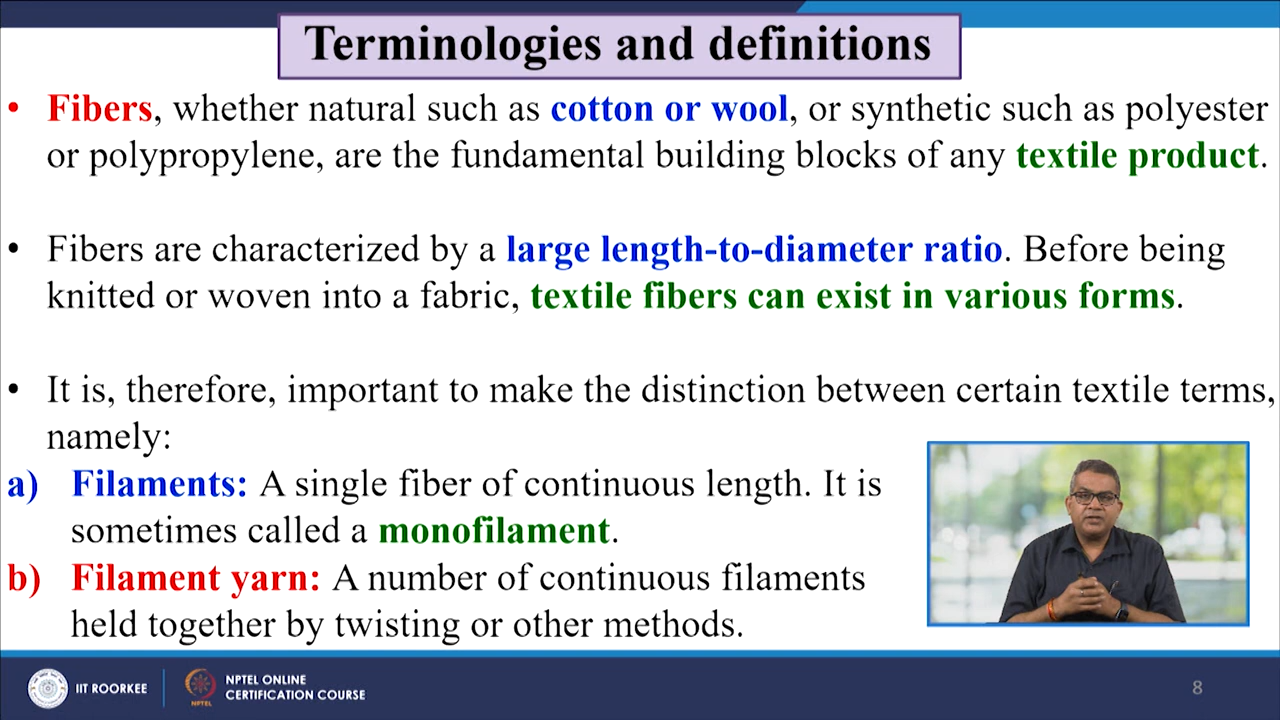 Terminologies and definitions
• Fibers, whether natural such as cotton or wool, or synthetic such as polyester
or polypropylene, are the fundamental building blocks of any textile product.
• Fibers are characterized by a large length-to-diameter ratio. Before being
knitted or woven into a fabric, textile fibers can exist in various forms.
• It is, therefore, important to make the distinction between certain textile terms,
namely:
a) Filaments: A single fiber of continuous length. It is
sometimes called a monofilament.
b) Filament yarn: A number of continuous filaments
held together by twisting or other methods.
IIT ROORKEE
NPTEL
NPTEL ONLINE
CERTIFICATION COURSE
8